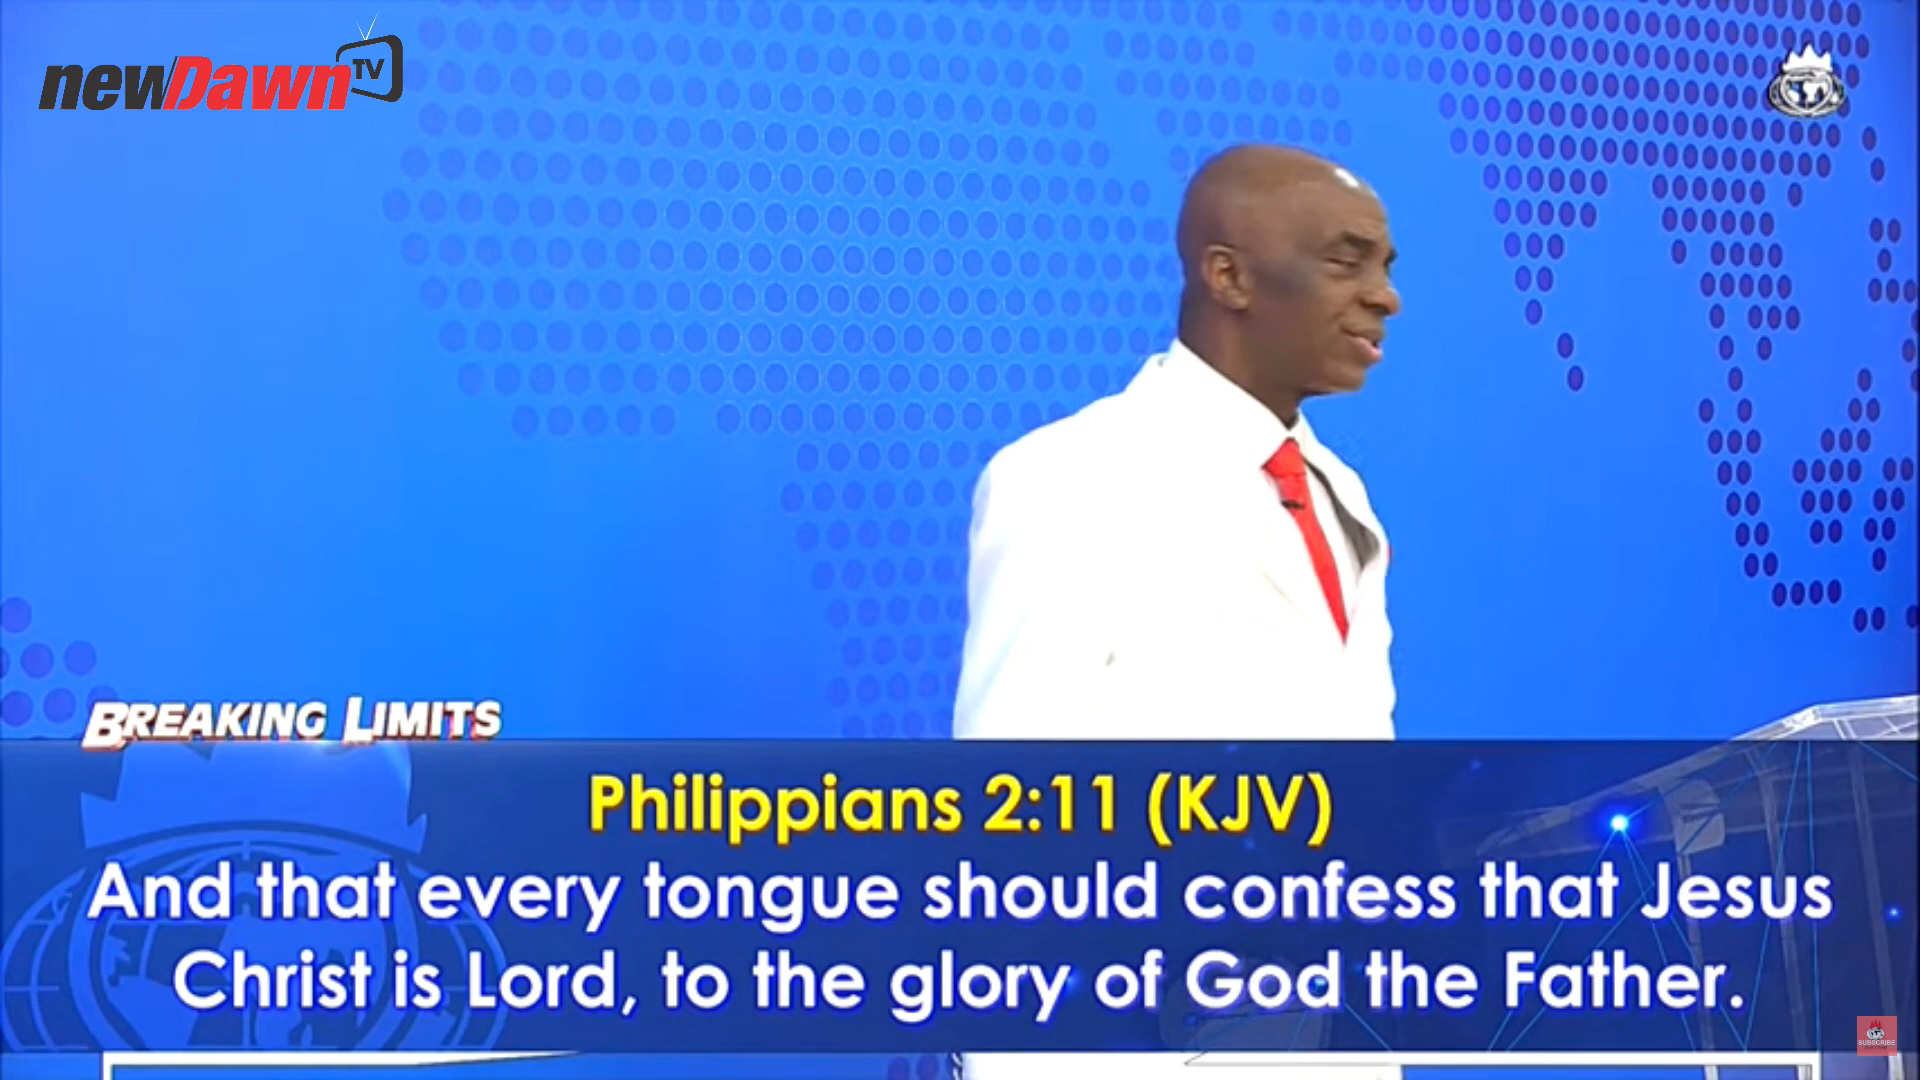 newDawn TV
BREAKING LIMITS
Philippians 2:11 (KJV)
And that every tongue should confess that Jesus
Christ is Lord, to the glory of God the Father.
SUBSCRIBE